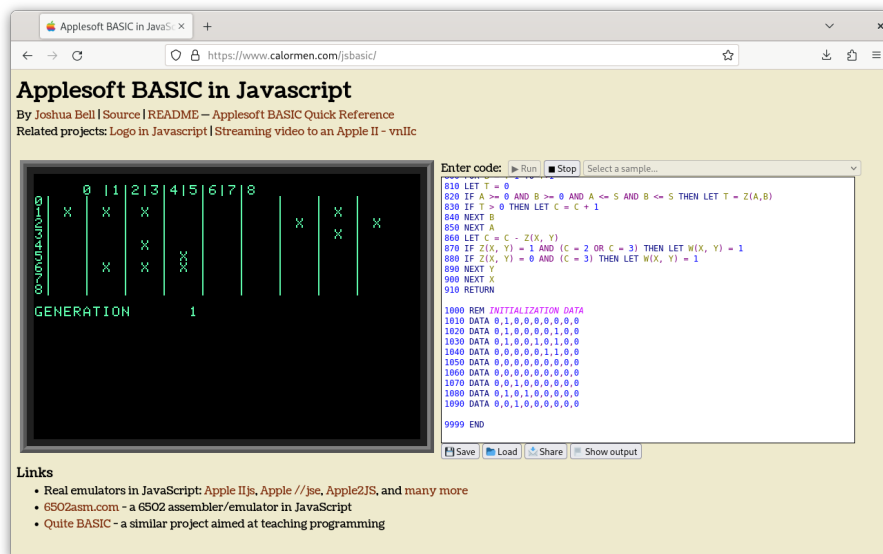 Applesoft BASIC in JavaSc
https://www.calormen.com/jsbasic/
Applesoft BASIC in Javascript
By Joshua Bell | Source | README — Applesoft BASIC Quick Reference
Related projects: Logo in Javascript | Streaming video to an Apple II - vnIIc
Enter code: Run Stop Select a sample...
0 |1|2|3|4|5|6|7|8
0
1 X X X X
2 X X
3 X
4 X
5 X
6 X X X
7
8
GENERATION 1
810 LET T = 0
820 IF A >= 0 AND B >= 0 AND A <= S AND B <= S THEN LET T = Z(A,B)
830 IF T > 0 THEN LET C = C + 1
840 NEXT B
850 NEXT A
860 LET C = C - Z(X, Y)
870 IF Z(X, Y) = 1 AND (C = 2 OR C = 3) THEN LET W(X, Y) = 1
880 IF Z(X, Y) = 0 AND (C = 3) THEN LET W(X, Y) = 1
890 NEXT Y
900 NEXT X
910 RETURN
1000 REM INITIALIZATION DATA
1010 DATA 0,1,0,0,0,0,0,0,0
1020 DATA 0,1,0,0,0,0,1,0,0
1030 DATA 0,1,0,0,1,0,1,0,0
1040 DATA 0,0,0,0,0,1,1,0,0
1050 DATA 0,0,0,0,0,0,0,0,0
1060 DATA 0,0,0,0,0,0,0,0,0
1070 DATA 0,0,1,0,0,0,0,0,0
1080 DATA 0,1,0,1,0,0,0,0,0
1090 DATA 0,0,1,0,0,0,0,0,0
9999 END
Save Load Share Show output
Links
• Real emulators in JavaScript: Apple IIjs, Apple //jse, Apple2JS, and many more
• 6502asm.com - a 6502 assembler/emulator in JavaScript
• Quite BASIC - a similar project aimed at teaching programming